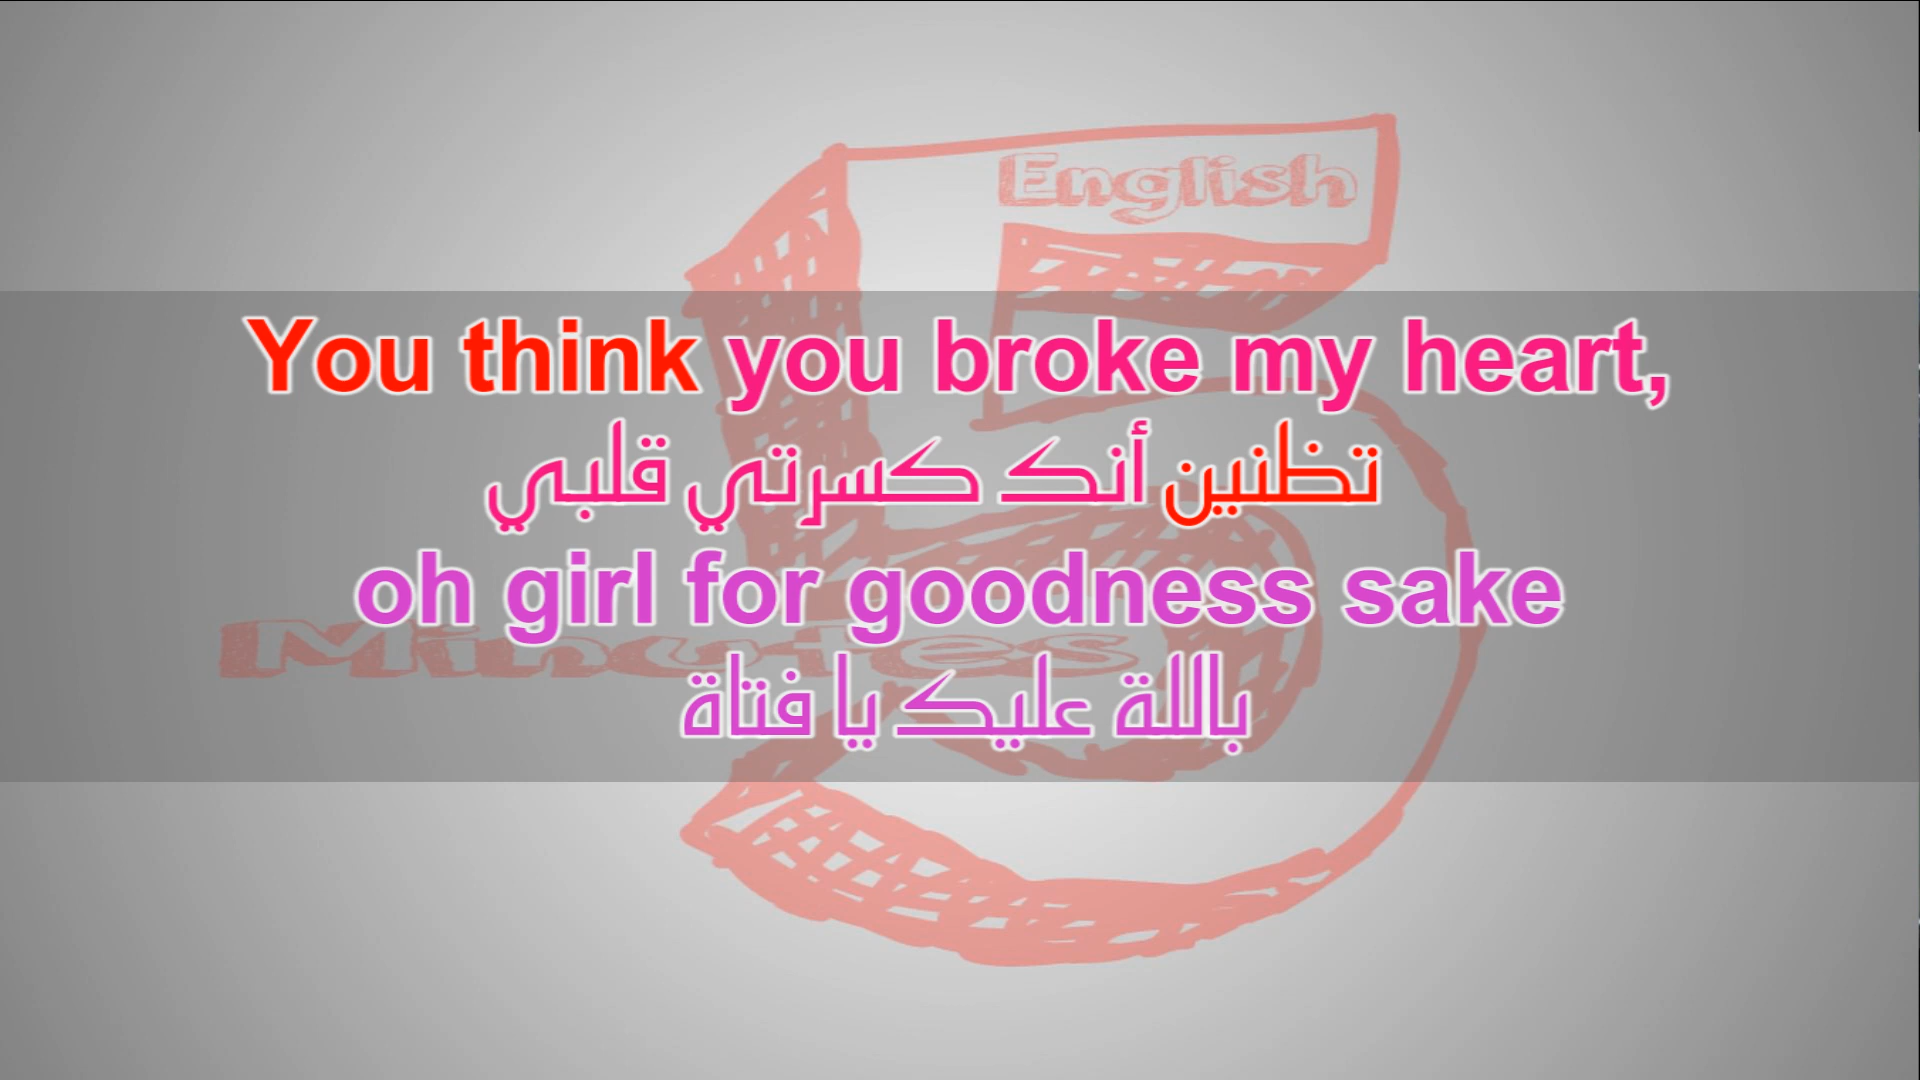 English
You think you broke my heart,
تظنين أنك كسرتي قلبي
oh girl for goodness sake
Minutes
باللة عليك يا فتاة